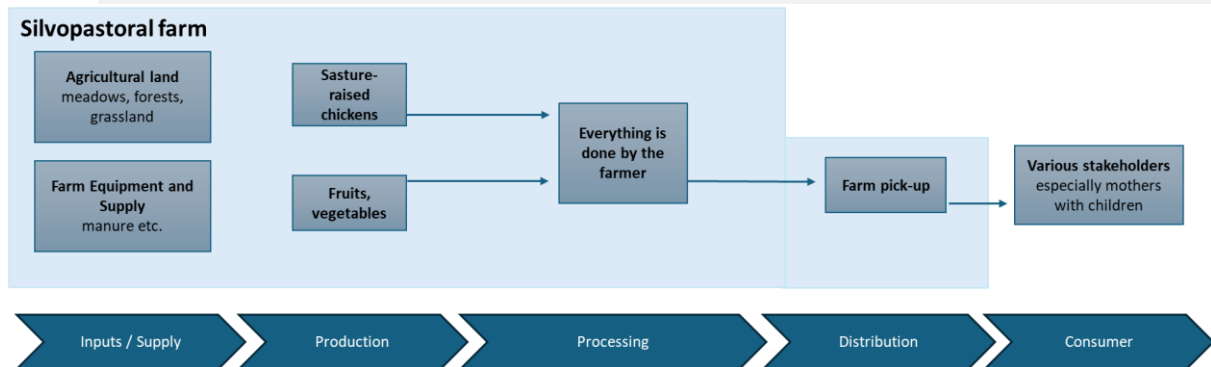 Silvopastoral farm
Agricultural land
meadows, forests,
grassland
Farm Equipment and
Supply
manure etc.
Sasture-
raised
chickens
Fruits,
vegetables
Everything is
done by the
farmer
Farm pick-up
Various stakeholders
especially mothers
with children
Inputs / Supply
Production
Processing
Distribution
Consumer